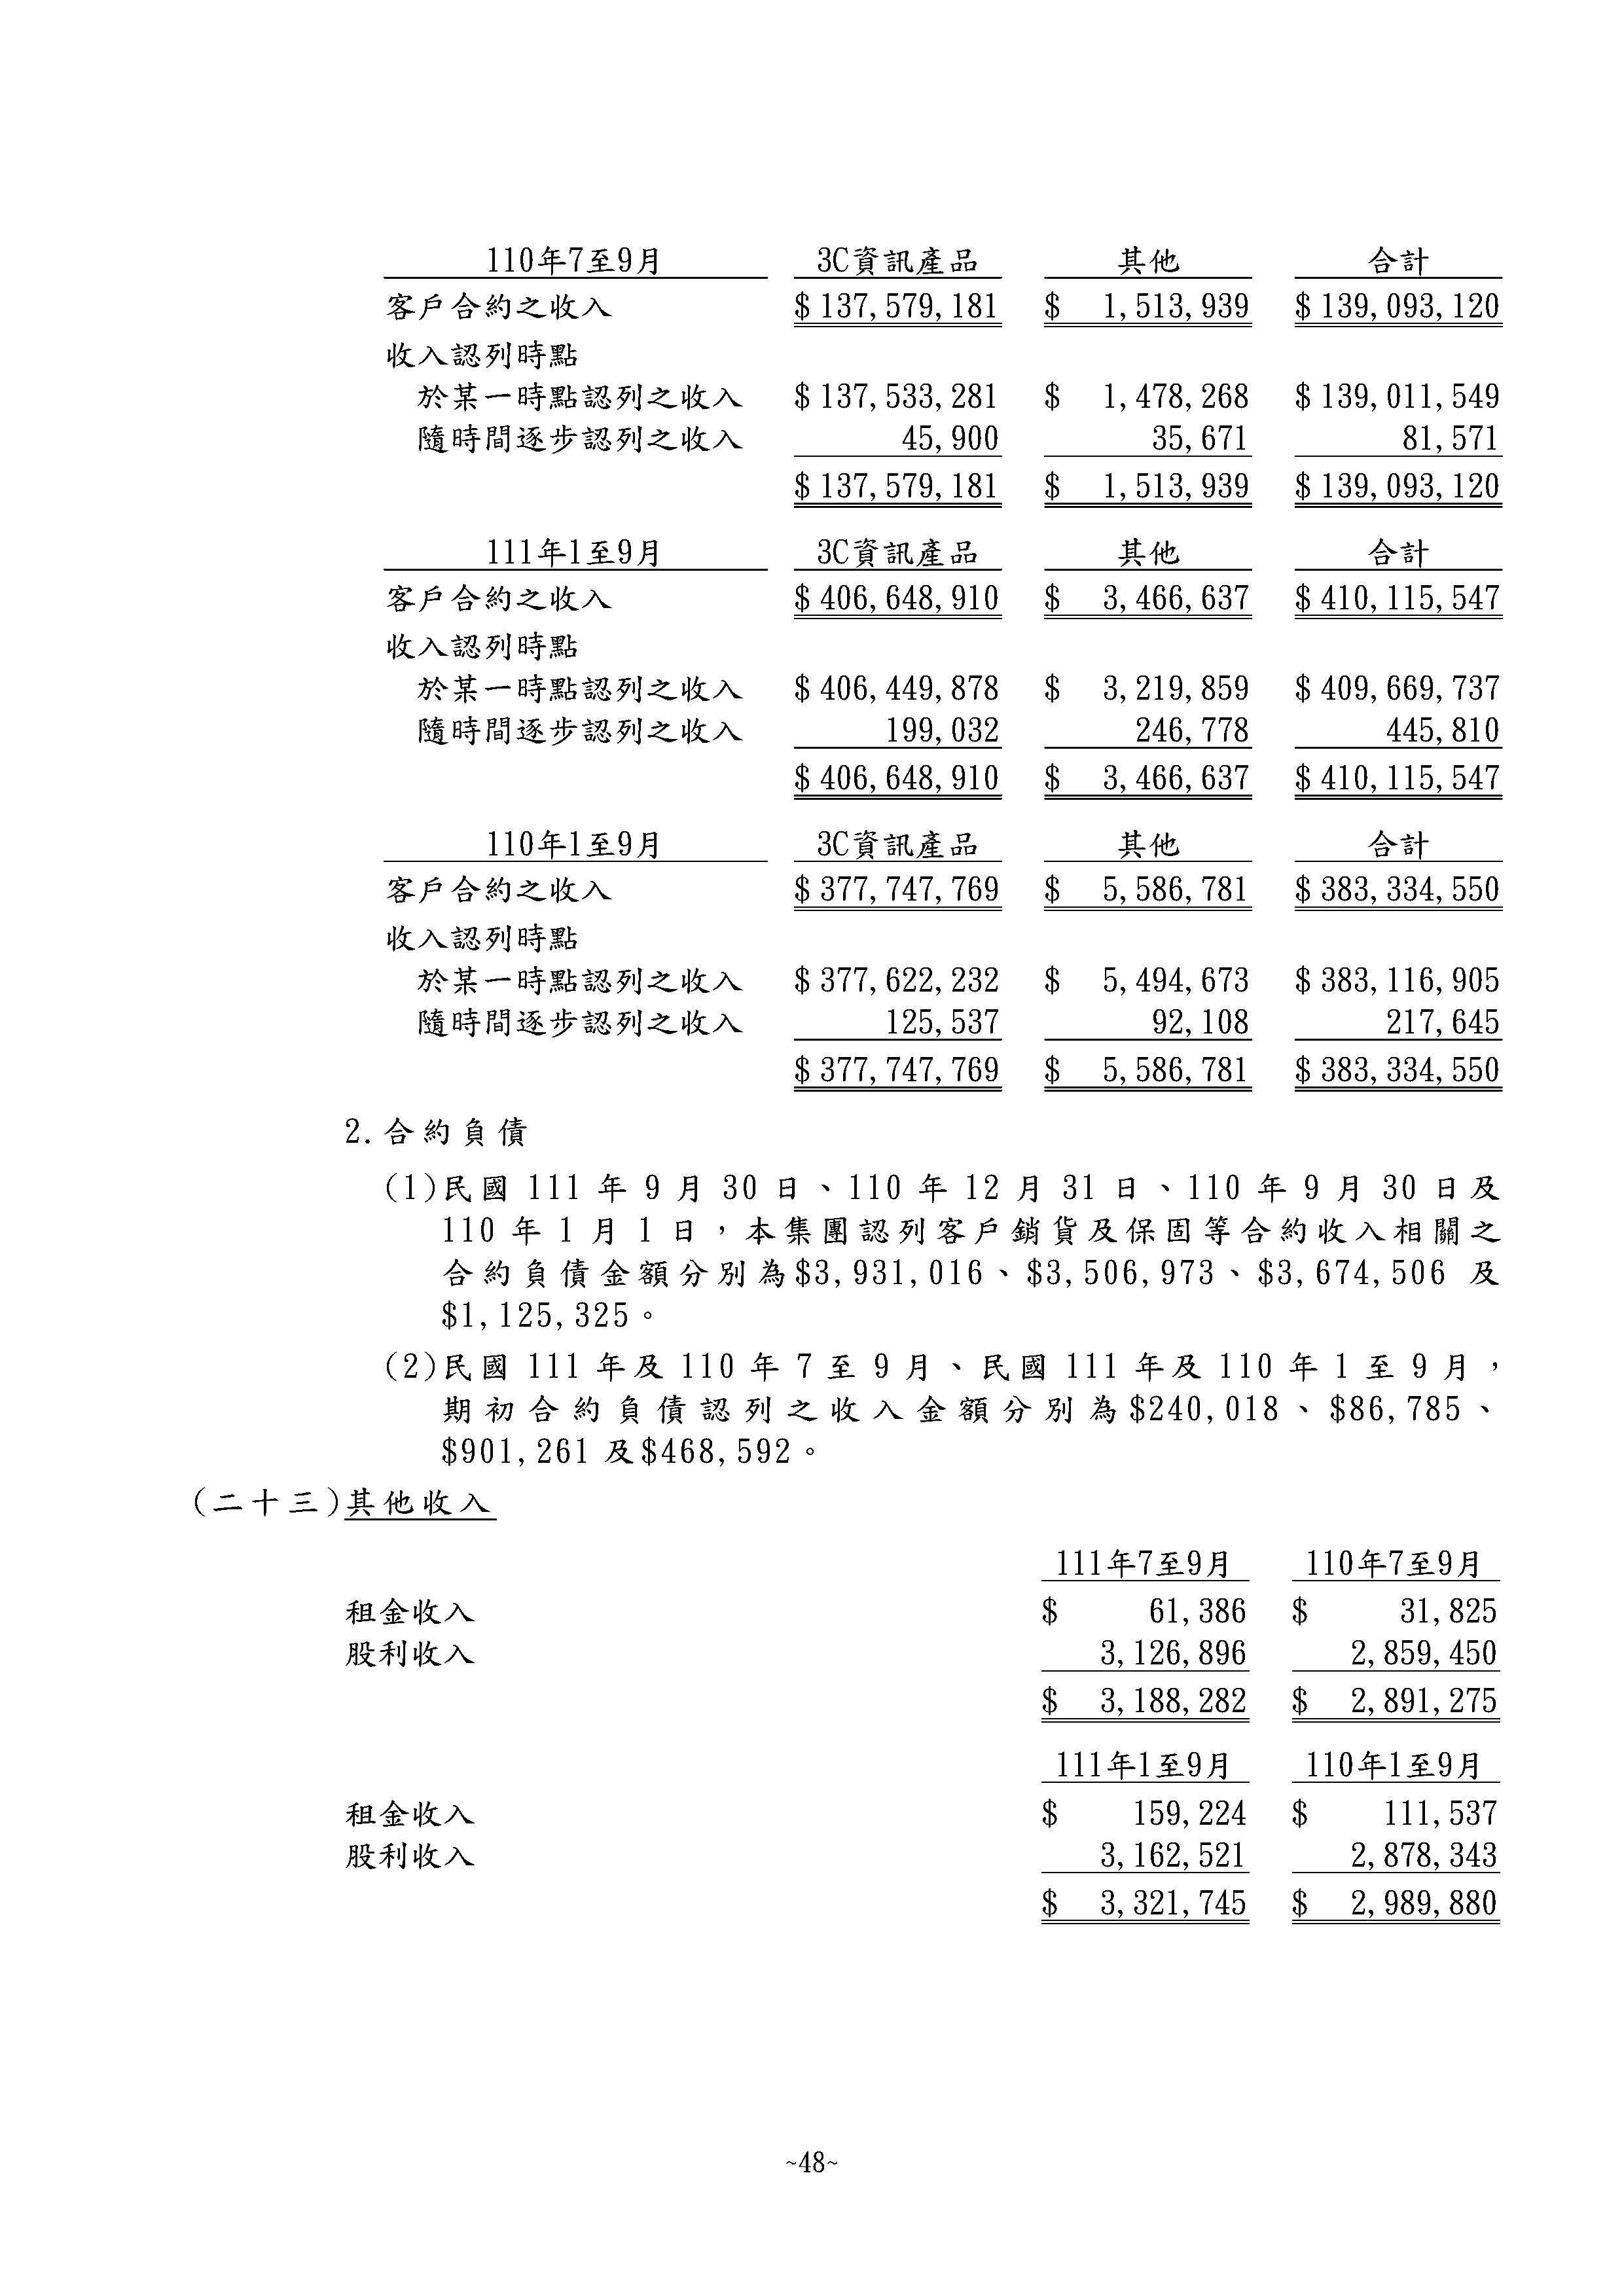 110年7至9月 3C資訊產品 其他 合計
客戶合約之收入 $ 137,579,181 $ 1,513,939 $ 139,093,120
收入認列時點
於某一時點認列之收入 $ 137,533,281 $ 1,478,268 $ 139,011,549
隨時間逐步認列之收入 45,900 35,671 81,571
$ 137,579,181 $ 1,513,939 $ 139,093,120
111年1至9月 3C資訊產品 其他 合計
客戶合約之收入 $ 406,648,910 $ 3,466,637 $ 410,115,547
收入認列時點
於某一時點認列之收入 $ 406,449,878 $ 3,219,859 $ 409,669,737
隨時間逐步認列之收入 199,032 246,778 445,810
$ 406,648,910 $ 3,466,637 $ 410,115,547
110年1至9月 3C資訊產品 其他 合計
客戶合約之收入 $ 377,747,769 $ 5,586,781 $ 383,334,550
收入認列時點
於某一時點認列之收入 $ 377,622,232 $ 5,494,673 $ 383,116,905
隨時間逐步認列之收入 125,537 92,108 217,645
$ 377,747,769 $ 5,586,781 $ 383,334,550
2.合約負債
(1)民國 111 年 9 月 30 日、110 年 12 月 31 日、110 年 9 月 30 日及
110 年 1 月 1 日，本集團認列客戶銷貨及保固等合約收入相關之
合約負債金額分別為$3,931,016、$3,506,973、$3,674,506 及
$1,125,325。
(2)民國 111 年及 110 年 7 至 9 月、民國 111 年及 110 年 1 至 9 月，
期初合約負債認列之收入金額分別為$240,018、$86,785、
$901,261 及$468,592。
(二十三)其他收入
111年7至9月 110年7至9月
租金收入 $ 61,386 $ 31,825
股利收入 3,126,896 2,859,450
$ 3,188,282 $ 2,891,275
111年1至9月 110年1至9月
租金收入 $ 159,224 $ 111,537
股利收入 3,162,521 2,878,343
$ 3,321,745 $ 2,989,880
~48~